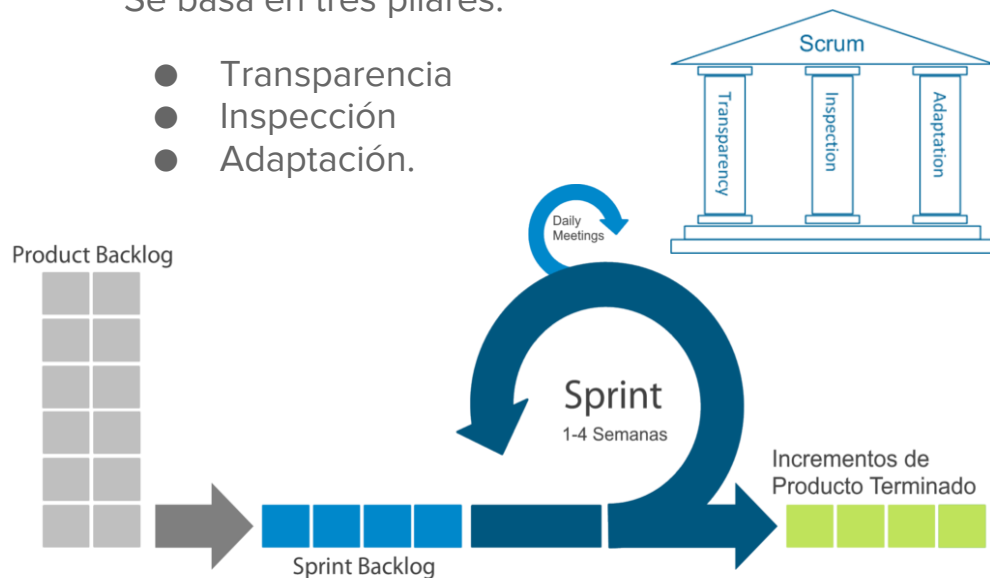 Se basa en tres pilares:
● Transparencia
● Inspección
● Adaptación.
Scrum
Transparency
Inspection
Adaptation
Daily
Meetings
Product Backlog
Sprint
1-4 Semanas
Incrementos de
Producto Terminado
Sprint Backlog